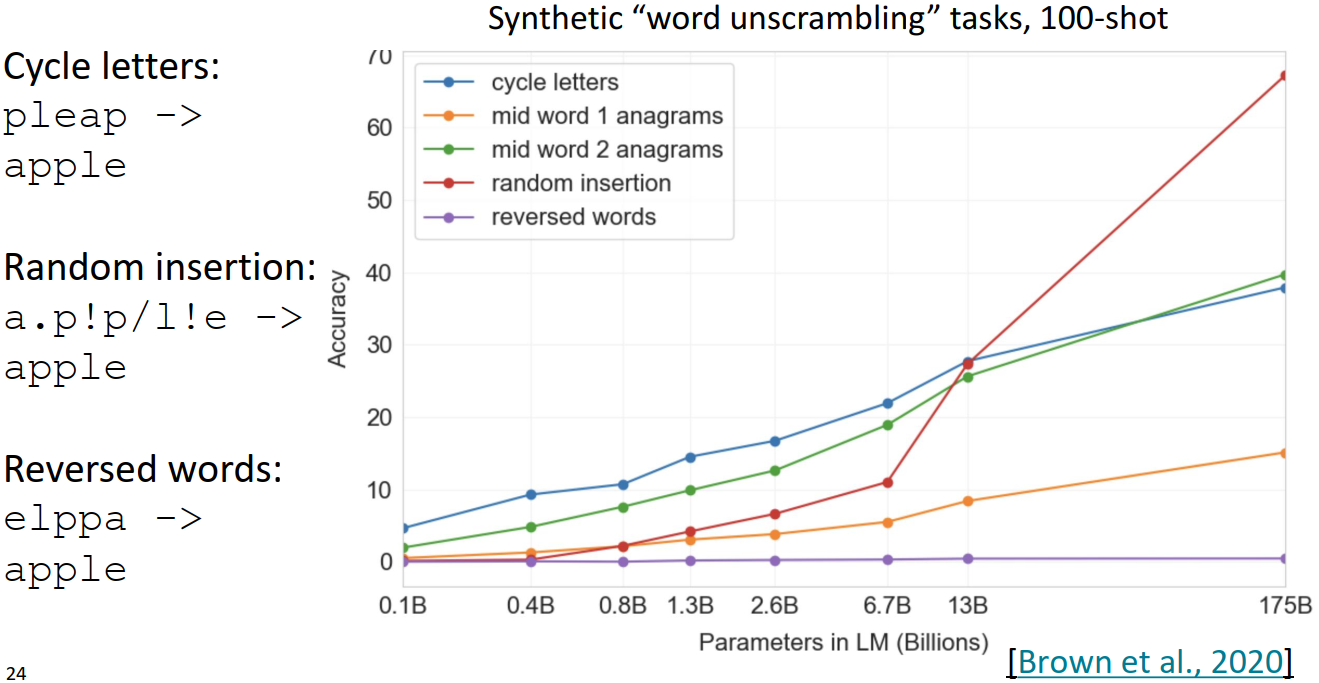 Synthetic “word unscrambling” tasks, 100-shot
Cycle letters:
pleap ->
apple
Random insertion:
a.p!p/l!e ->
apple
Reversed words:
elppa ->
apple
24
cycle letters
mid word 1 anagrams
mid word 2 anagrams
random insertion
reversed words
Accuracy
70
60
50
40
30
20
10
0
0.1B 0.4B 0.8B 1.3B 2.6B 6.7B 13B 175B
Parameters in LM (Billions)
[Brown et al., 2020]